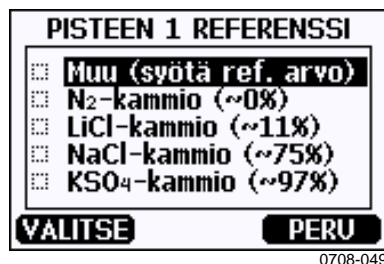 PISTEEN 1 REFERENSSI
Muu (syötä ref. arvo)
N₂-kammio (~0%)
LiCl-kammio (~11%)
NaCl-kammio (~75%)
KSO₄-kammio (~97%)
VALITSE PERU
0708-049